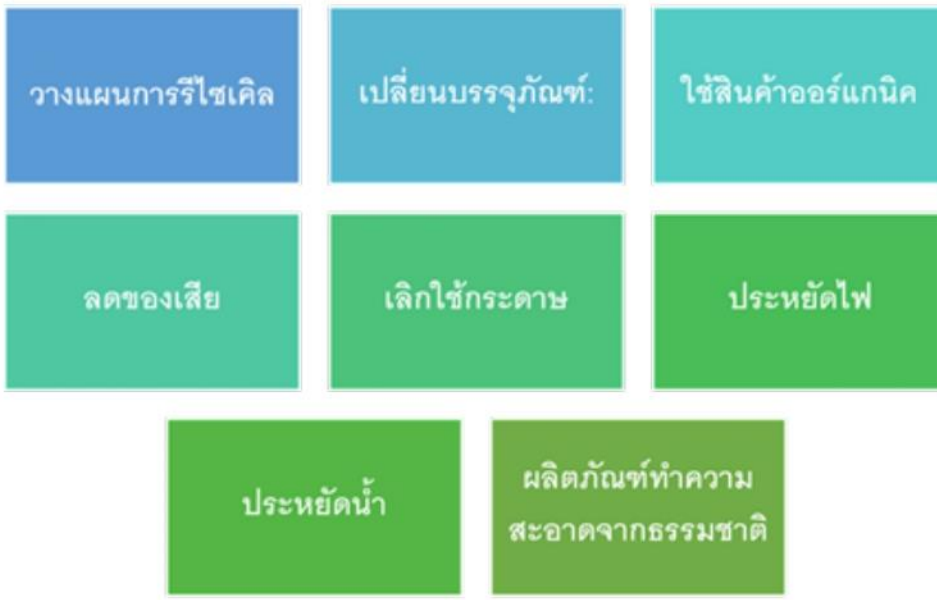 วางแผนการรีไซเคิล
เปลี่ยนบรรจุภัณฑ์:
ใช้สินค้าออร์แกนิค
ลดของเสีย
เลิกใช้กระดาษ
ประหยัดไฟ
ประหยัดน้ำ
ผลิตภัณฑ์ทำความ
สะอาดจากธรรมชาติ